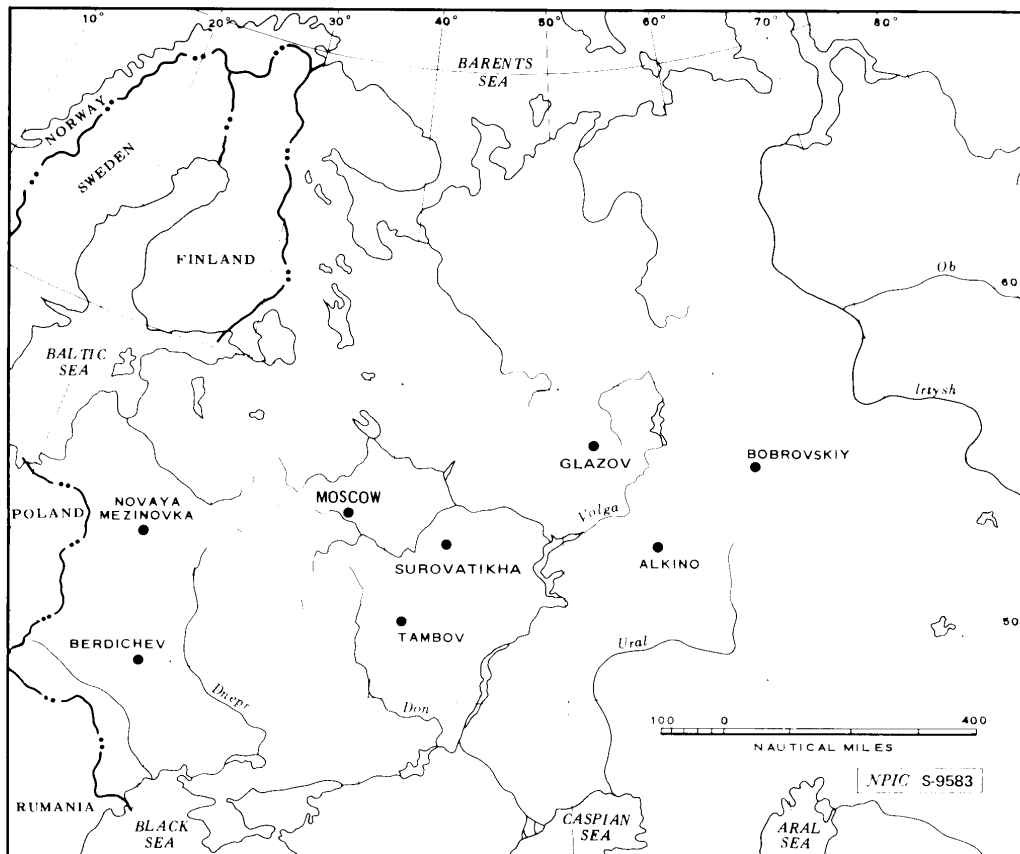 10° 20° 30° 40° 50° 60° 70° 80°
BARENTS
SEA
NORWAY
SWEDEN
FINLAND
Ob
60
BALTIC
SEA
Irtysh
GLAZOV
BOBROVSKIY
NOVAYA
MEZINOVKA
MOSCOW
POLAND
Volga
SUROVATIKHA
ALKINO
TAMBOV
50
BERDICHEV
Ural
Dnepr
Don
100 0 400
NAUTICAL MILES
NPIC S-9583
RUMANIA
BLACK
SEA
CASPIAN
SEA
ARAL
SEA